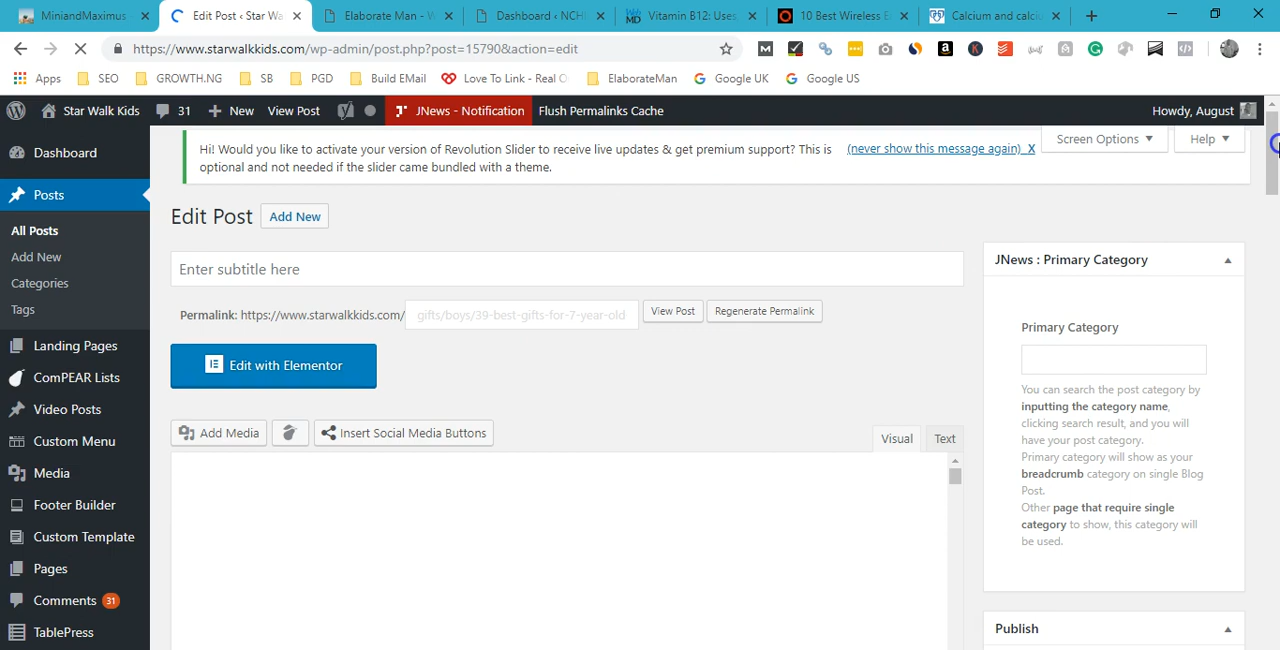 MiniandMaximus -
Edit Post ‹ Star Wa
Elaborate Man - W
Dashboard ‹ NCHI
Vitamin B12: Uses,
10 Best Wireless E
Calcium and calci
https://www.starwalkkids.com/wp-admin/post.php?post=15790&action=edit
Apps
SEO
GROWTH.NG
SB
PGD
Build EMail
Love To Link - Real O
ElaborateMan
Google UK
Google US
Star Walk Kids
31
New
View Post
JNews - Notification
Flush Permalinks Cache
Howdy, August
Dashboard
Posts
All Posts
Add New
Categories
Tags
Landing Pages
ComPEAR Lists
Video Posts
Custom Menu
Media
Footer Builder
Custom Template
Pages
Comments 31
TablePress
Hi! Would you like to activate your version of Revolution Slider to receive live updates & get premium support? This is
optional and not needed if the slider came bundled with a theme.
(never show this message again) X
Screen Options
Help
Edit Post
Add New
Enter subtitle here
Permalink: https://www.starwalkkids.com/ gifts/boys/39-best-gifts-for-7-year-old
View Post
Regenerate Permalink
Edit with Elementor
Add Media
Insert Social Media Buttons
Visual
Text
JNews : Primary Category
Primary Category
You can search the post category by
inputting the category name,
clicking search result, and you will
have your post category.
Primary category will show as your
breadcrumb category on single Blog
Post.
Other page that require single
category to show, this category will
be used.
Publish